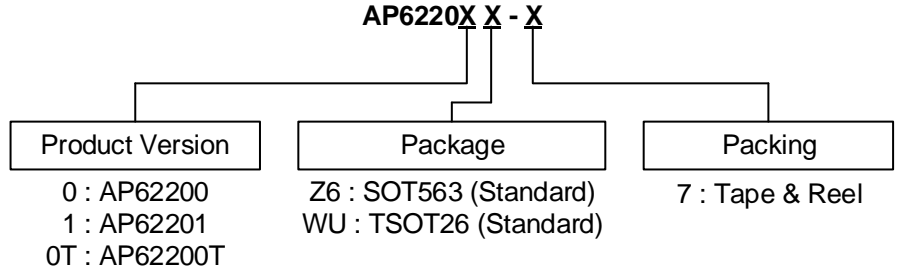 AP6220X X - X
Product Version
Package
Packing
0 : AP62200
1 : AP62201
0T : AP62200T
Z6 : SOT563 (Standard)
WU : TSOT26 (Standard)
7 : Tape & Reel